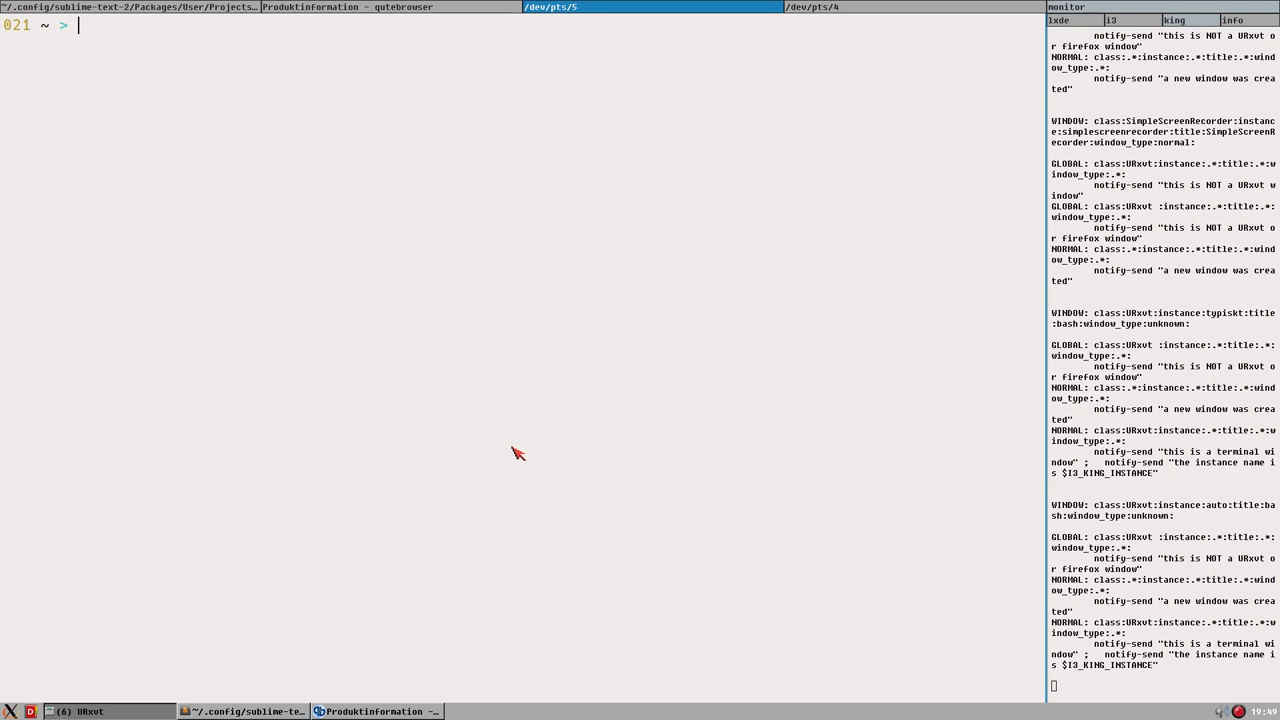 ~/.config/sublime-text-2/Packages/User/Projects…
Produktinformation - qutebrowser
/dev/pts/5
/dev/pts/4
monitor
lxde
i3
king
info
021 ~ >
notify-send "this is NOT a URxvt o
r firefox window"
NORMAL: class:.*:instance:.*:title:.*:wind
ow_type:.*:
notify-send "a new window was crea
ted"
WINDOW: class:SimpleScreenRecorder:instanc
e:simplescreenrecorder:title:SimpleScreenR
ecorder:window_type:normal:
GLOBAL: class:URxvt:instance:.*:title:.*:w
indow_type:.*:
notify-send "this is NOT a URxvt w
indow"
GLOBAL: class:URxvt :instance:.*:title:.*:
window_type:.*:
notify-send "this is NOT a URxvt o
r firefox window"
NORMAL: class:.*:instance:.*:title:.*:wind
ow_type:.*:
notify-send "a new window was crea
ted"
WINDOW: class:URxvt:instance:typiskt:title
:bash:window_type:unknown:
GLOBAL: class:URxvt :instance:.*:title:.*:
window_type:.*:
notify-send "this is NOT a URxvt o
r firefox window"
NORMAL: class:.*:instance:.*:title:.*:wind
ow_type:.*:
notify-send "a new window was crea
ted"
NORMAL: class:URxvt:instance:.*:title:.*:w
indow_type:.*:
notify-send "this is a terminal wi
ndow" ;   notify-send "the instance name i
s $I3_KING_INSTANCE"
WINDOW: class:URxvt:instance:auto:title:ba
sh:window_type:unknown:
GLOBAL: class:URxvt :instance:.*:title:.*:
window_type:.*:
notify-send "this is NOT a URxvt o
r firefox window"
NORMAL: class:.*:instance:.*:title:.*:wind
ow_type:.*:
notify-send "a new window was crea
ted"
NORMAL: class:URxvt:instance:.*:title:.*:w
indow_type:.*:
notify-send "this is a terminal wi
ndow" ;   notify-send "the instance name i
s $I3_KING_INSTANCE"
(6) URxvt
~/.config/sublime-te…
Produktinformation -…
19:49